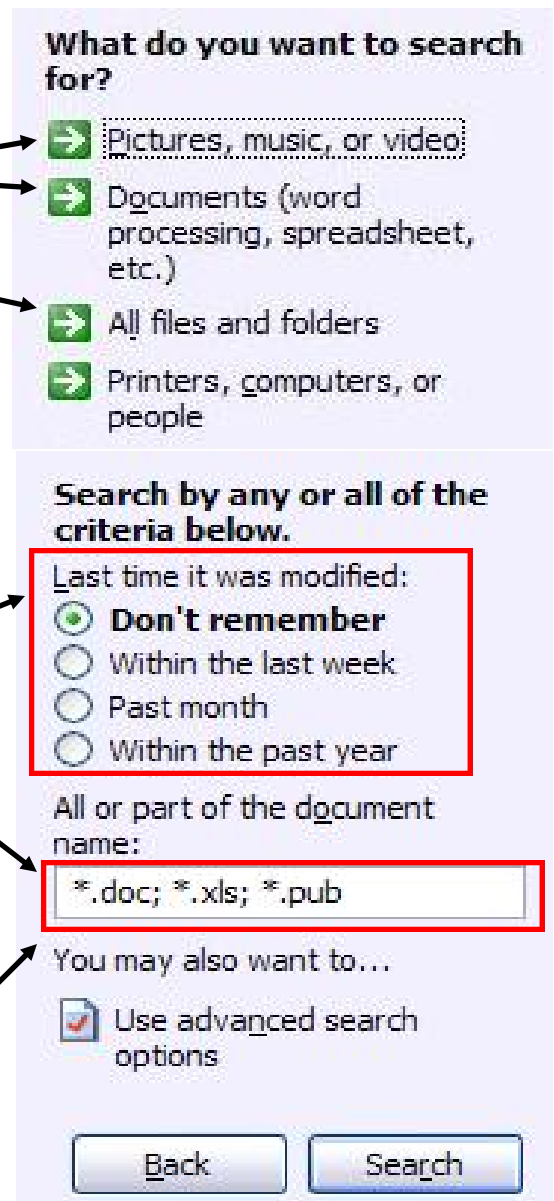 What do you want to search
for?
Pictures, music, or video
Documents (word
processing, spreadsheet,
etc.)
All files and folders
Printers, computers, or
people
Search by any or all of the
criteria below.
Last time it was modified:
Don't remember
Within the last week
Past month
Within the past year
All or part of the document
name:
*.doc; *.xls; *.pub
You may also want to...
Use advanced search
options
Back
Search